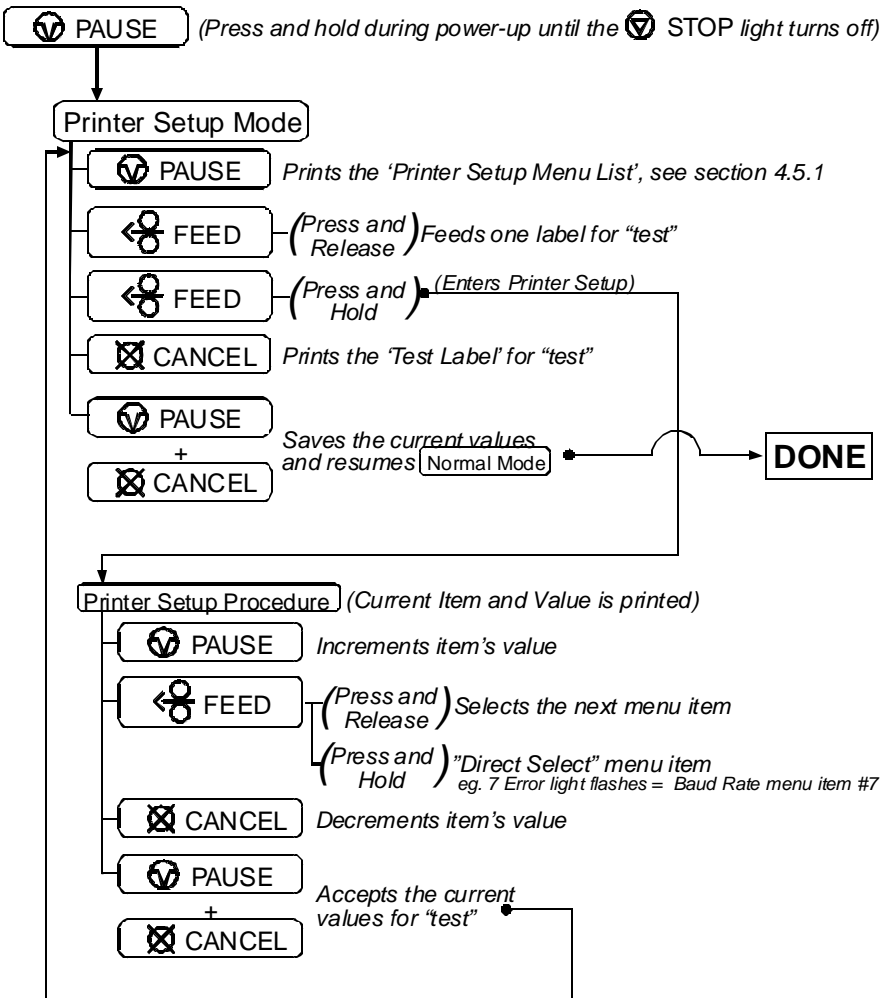 PAUSE (Press and hold during power-up until the STOP light turns off)
Printer Setup Mode
PAUSE Prints the ‘Printer Setup Menu List’, see section 4.5.1
FEED (Press and Release) Feeds one label for “test”
FEED (Press and Hold) (Enters Printer Setup)
CANCEL Prints the ‘Test Label’ for “test”
PAUSE
+
CANCEL
Saves the current values
and resumes Normal Mode
DONE
Printer Setup Procedure (Current Item and Value is printed)
PAUSE Increments item’s value
FEED (Press and Release) Selects the next menu item
(Press and Hold) ”Direct Select” menu item
eg. 7 Error light flashes = Baud Rate menu item #7
CANCEL Decrements item’s value
PAUSE
+
CANCEL
Accepts the current
values for “test”